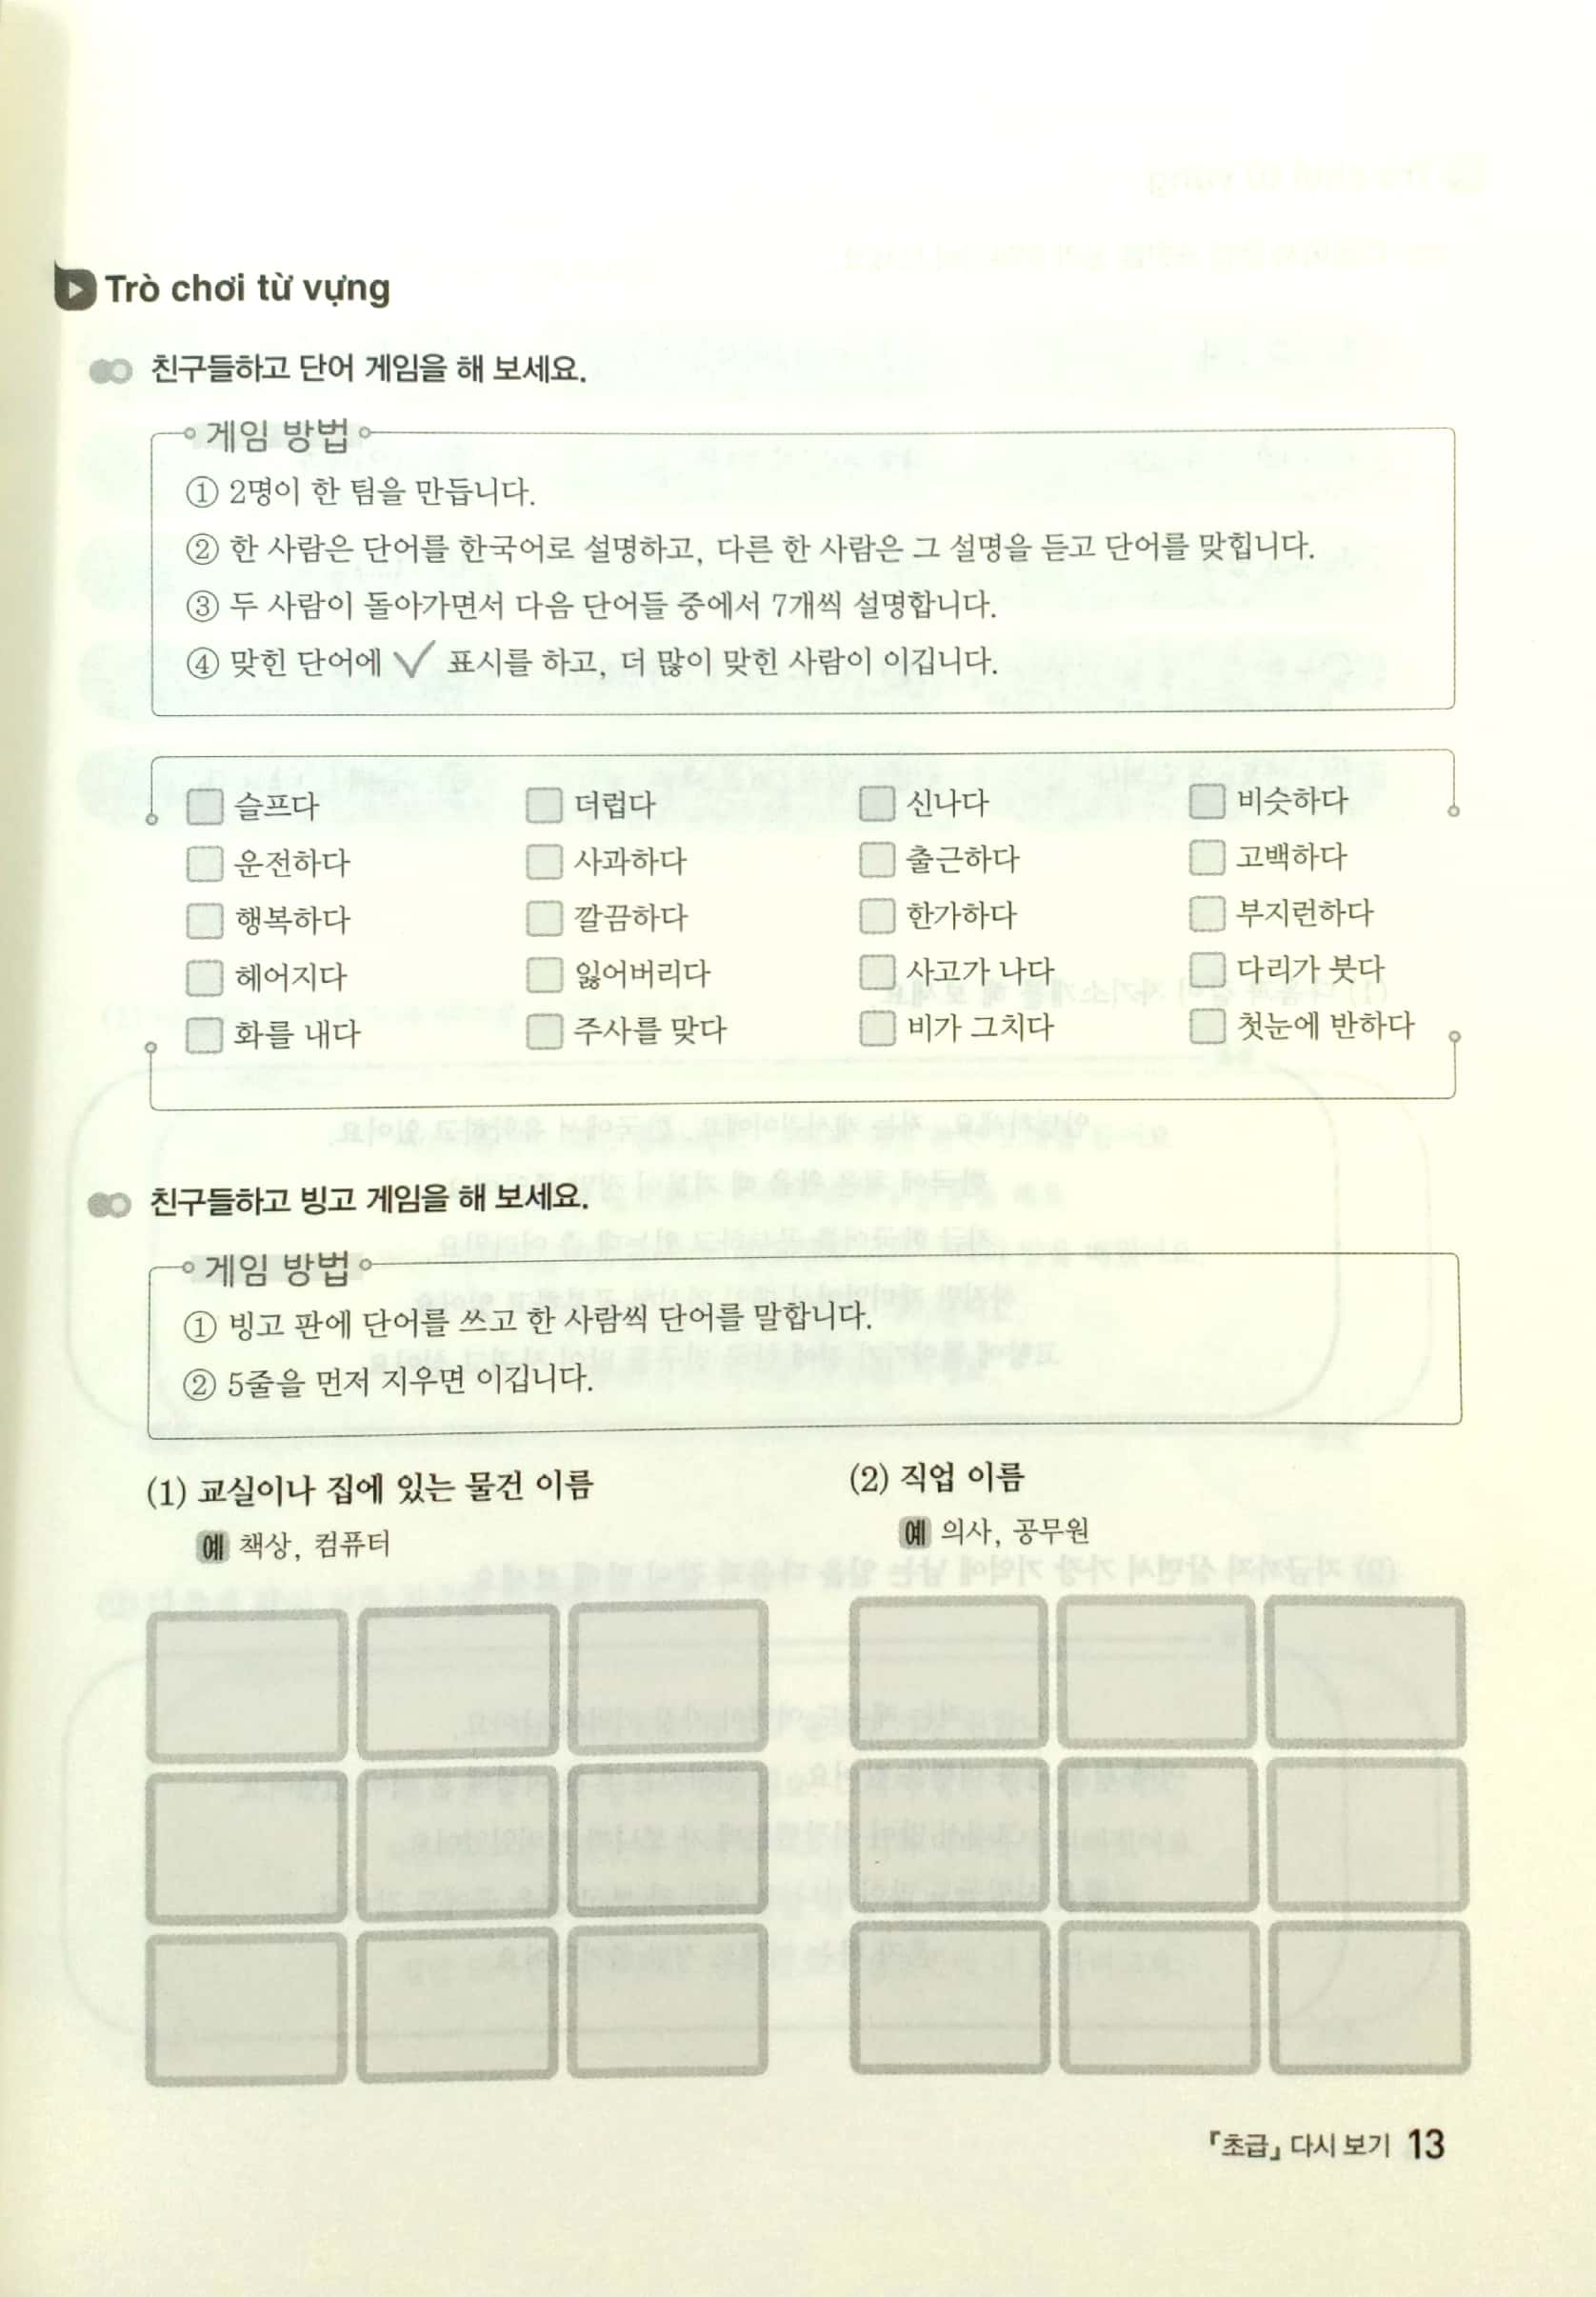 Trò chơi từ vựng
친구들하고 단어 게임을 해 보세요.
게임 방법
① 2명이 한 팀을 만듭니다.
② 한 사람은 단어를 한국어로 설명하고, 다른 한 사람은 그 설명을 듣고 단어를 맞힙니다.
③ 두 사람이 돌아가면서 다음 단어들 중에서 7개씩 설명합니다.
④ 맞힌 단어에 ✓ 표시를 하고, 더 많이 맞힌 사람이 이깁니다.
슬프다 더럽다 신나다 비슷하다
운전하다 사과하다 출근하다 고백하다
행복하다 깔끔하다 한가하다 부지런하다
헤어지다 잃어버리다 사고가 나다 다리가 붓다
화를 내다 주사를 맞다 비가 그치다 첫눈에 반하다
친구들하고 빙고 게임을 해 보세요.
게임 방법
① 빙고 판에 단어를 쓰고 한 사람씩 단어를 말합니다.
② 5줄을 먼저 지우면 이깁니다.
(1) 교실이나 집에 있는 물건 이름
예 책상, 컴퓨터
(2) 직업 이름
예 의사, 공무원
『초급』 다시 보기 13